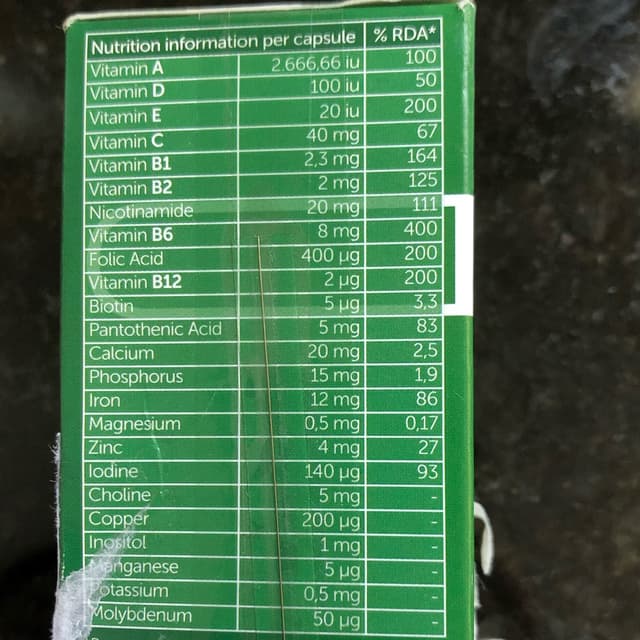 Nutrition information per capsule % RDA*
Vitamin A 2.666,66 iu 100
Vitamin D 100 iu 50
Vitamin E 20 iu 200
Vitamin C 40 mg 67
Vitamin B1 2,3 mg 164
Vitamin B2 2 mg 125
Nicotinamide 20 mg 111
Vitamin B6 8 mg 400
Folic Acid 400 µg 200
Vitamin B12 2 µg 200
Biotin 5 µg 3,3
Pantothenic Acid 5 mg 83
Calcium 20 mg 2,5
Phosphorus 15 mg 1,9
Iron 12 mg 86
Magnesium 0,5 mg 0,17
Zinc 4 mg 27
Iodine 140 µg 93
Choline 5 mg -
Copper 200 µg -
Inositol 1 mg -
Manganese 5 µg -
Potassium 0,5 mg -
Molybdenum 50 µg -